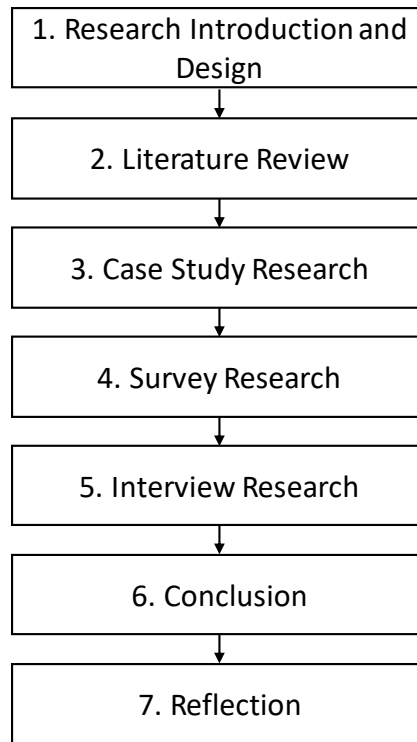 1. Research Introduction and
Design
2. Literature Review
3. Case Study Research
4. Survey Research
5. Interview Research
6. Conclusion
7. Reflection